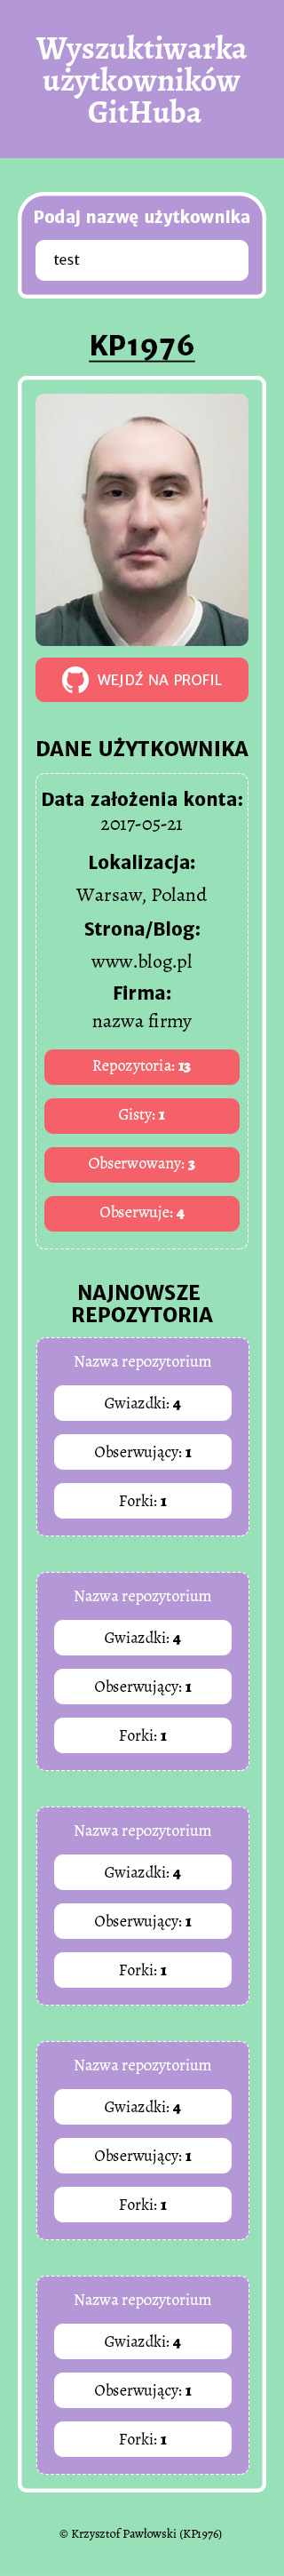 Wyszuktiwarka
użytkowników
GitHuba
Podaj nazwę użytkownika
test
KP1976
WEJDŹ NA PROFIL
DANE UŻYTKOWNIKA
Data założenia konta:
2017-05-21
Lokalizacja:
Warsaw, Poland
Strona/Blog:
www.blog.pl
Firma:
nazwa firmy
Repozytoria: 13
Gisty: 1
Obserwowany: 3
Obserwuje: 4
NAJNOWSZE
REPOZYTORIA
Nazwa repozytorium
Gwiazdki: 4
Obserwujący: 1
Forki: 1
Nazwa repozytorium
Gwiazdki: 4
Obserwujący: 1
Forki: 1
Nazwa repozytorium
Gwiazdki: 4
Obserwujący: 1
Forki: 1
Nazwa repozytorium
Gwiazdki: 4
Obserwujący: 1
Forki: 1
Nazwa repozytorium
Gwiazdki: 4
Obserwujący: 1
Forki: 1
© Krzysztof Pawłowski (KP1976)